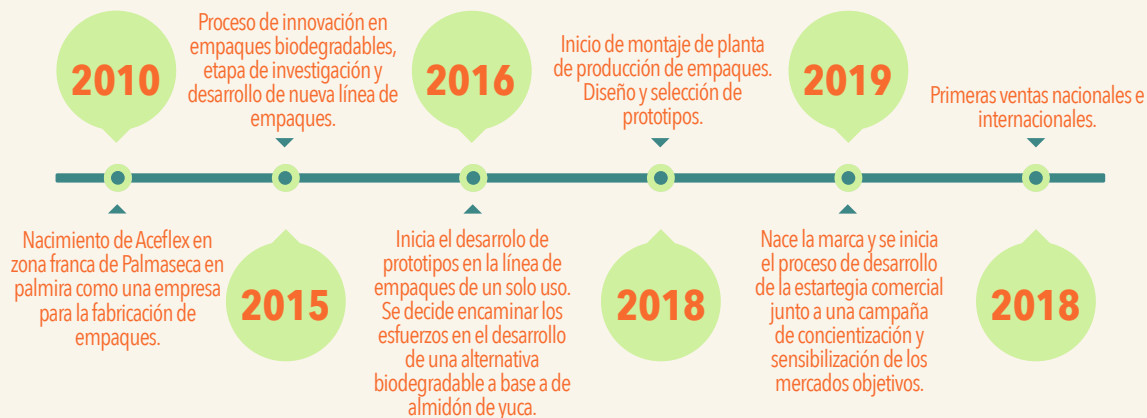 2010
Nacimiento de Aceflex en
zona franca de Palmaseca en
palmira como una empresa
para la fabricación de
empaques.
Proceso de innovación en
empaques biodegradables,
etapa de investigación y
desarrollo de nueva línea de
empaques.
2015
2016
Inicia el desarrolo de
prototipos en la línea de
empaques de un solo uso.
Se decide encaminar los
esfuerzos en el desarrollo
de una alternativa
biodegradable a base a de
almidón de yuca.
Inicio de montaje de planta
de producción de empaques.
Diseño y selección de
prototipos.
2018
2019
Nace la marca y se inicia
el proceso de desarrollo
de la estartegia comercial
junto a una campaña
de concientización y
sensibilización de los
mercados objetivos.
Primeras ventas nacionales e
internacionales.
2018